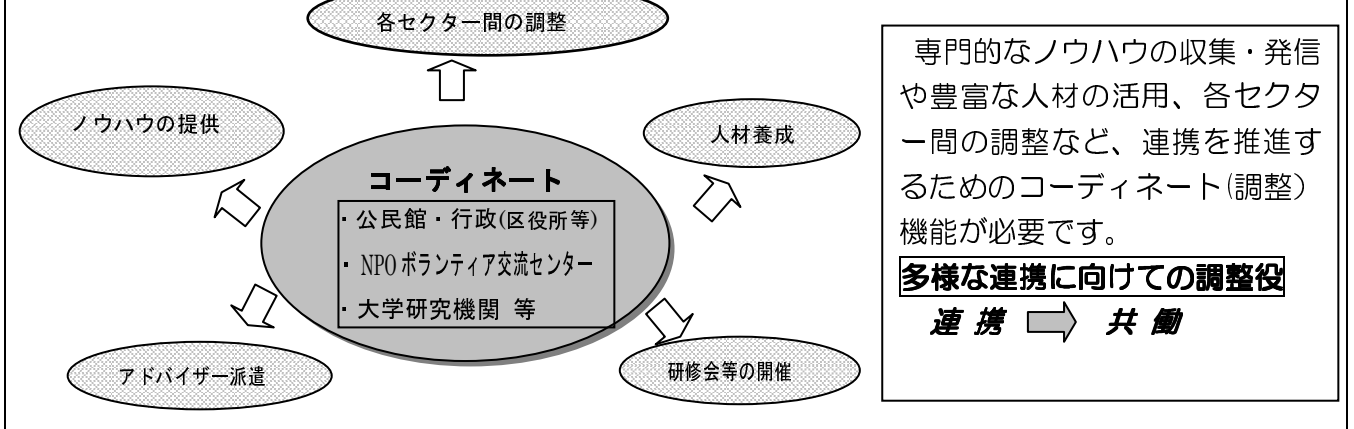 各セクター間の調整
ノウハウの提供
人材養成
コーディネート
・公民館・行政(区役所等)
・NPOボランティア交流センター
・大学研究機関 等
アドバイザー派遣
研修会等の開催
専門的なノウハウの収集・発信
や豊富な人材の活用、各セクタ
ー間の調整など、連携を推進す
るためのコーディネート(調整)
機能が必要です。
多様な連携に向けての調整役
連 携 共 働